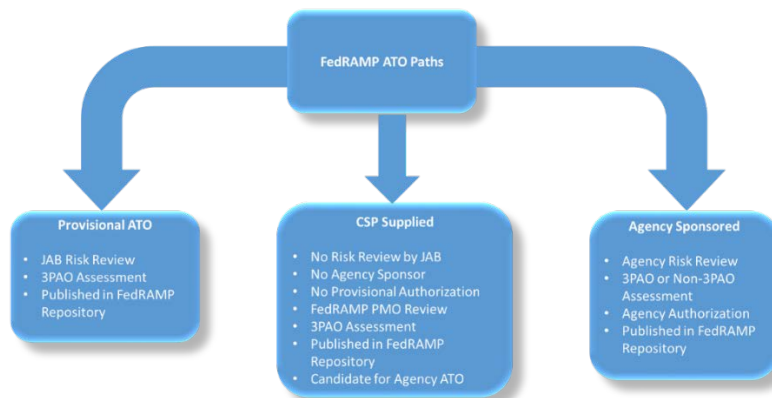 FedRAMP ATO Paths
Provisional ATO
• JAB Risk Review
• 3PAO Assessment
• Published in FedRAMP
Repository
CSP Supplied
• No Risk Review by JAB
• No Agency Sponsor
• No Provisional Authorization
• FedRAMP PMO Review
• 3PAO Assessment
• Published in FedRAMP
Repository
• Candidate for Agency ATO
Agency Sponsored
• Agency Risk Review
• 3PAO or Non-3PAO
Assessment
• Agency Authorization
• Published in FedRAMP
Repository